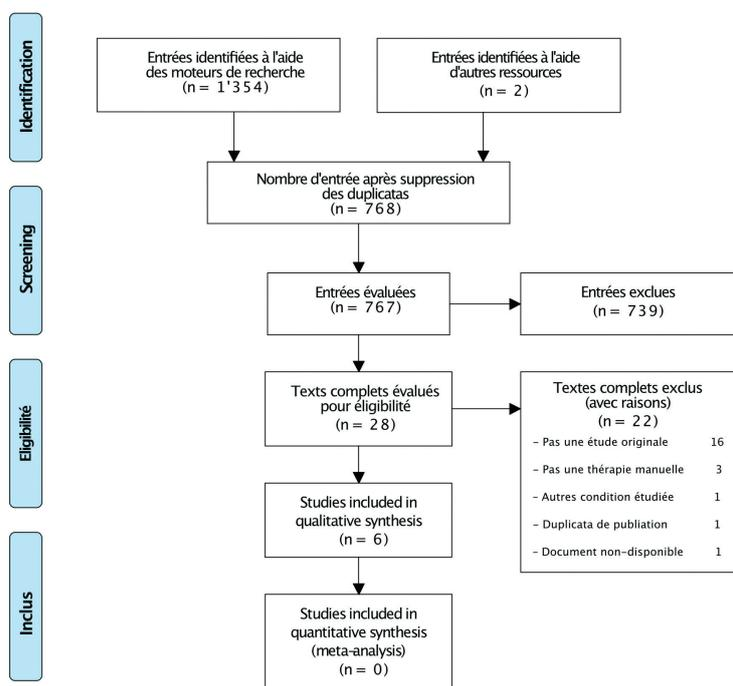 Identification
Entrées identifiées à l'aide
des moteurs de recherche
(n = 1'354)
Entrées identifiées à l'aide
d'autres ressources
(n = 2)
Nombre d'entrée après suppression
des duplicatas
(n = 768)
Screening
Entrées évaluées
(n = 767)
Entrées exclues
(n = 739)
Eligibilité
Texts complets évalués
pour éligibilité
(n = 28)
Textes complets exclus
(avec raisons)
(n = 22)
- Pas une étude originale 16
- Pas une thérapie manuelle 3
- Autres condition étudiée 1
- Duplicata de publiation 1
- Document non-disponible 1
Studies included in
qualitative synthesis
(n = 6)
Inclus
Studies included in
quantitative synthesis
(meta-analysis)
(n = 0)